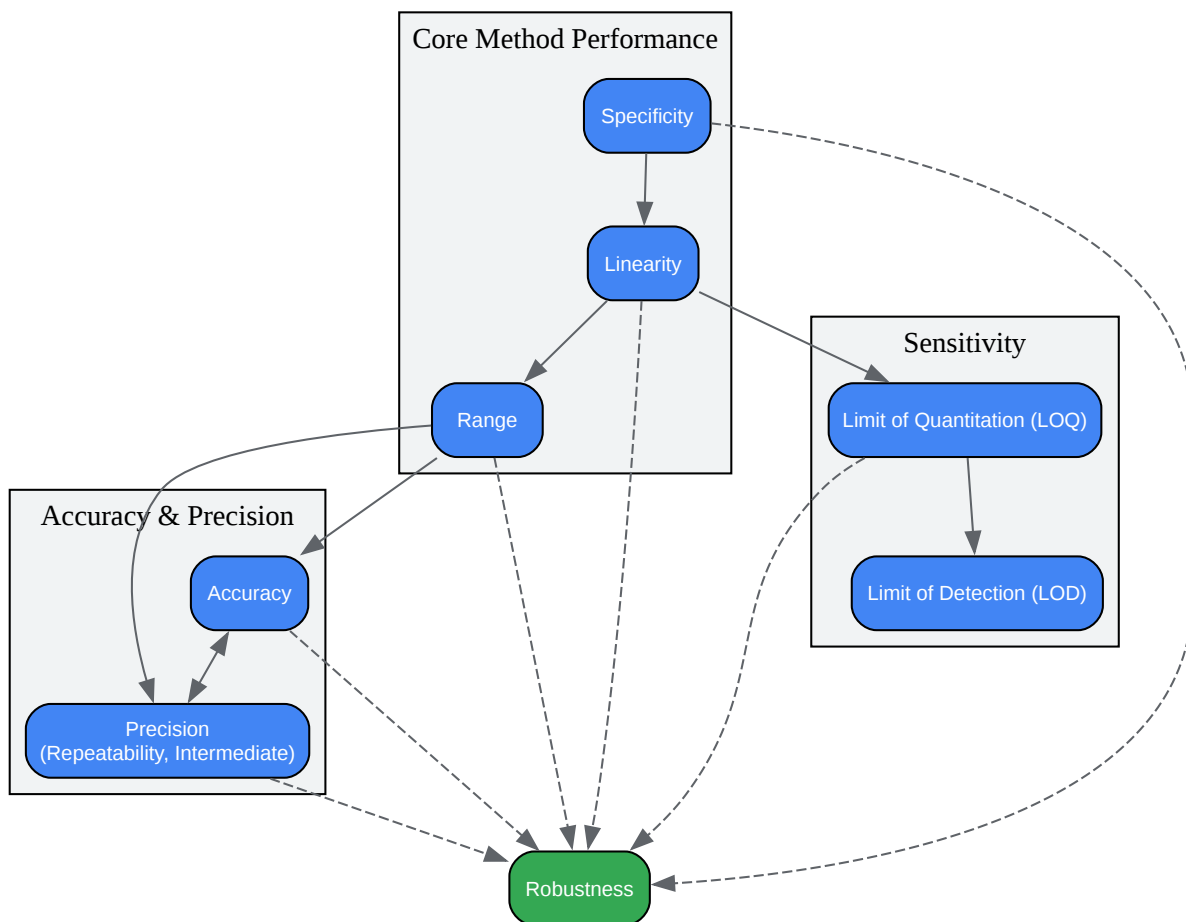 Core Method Performance
Specificity
Linearity
Sensitivity
Range
Limit of Quantitation (LOQ)
Accuracy & Precision
Accuracy
Limit of Detection (LOD)
Precision
(Repeatability, Intermediate)
Robustness